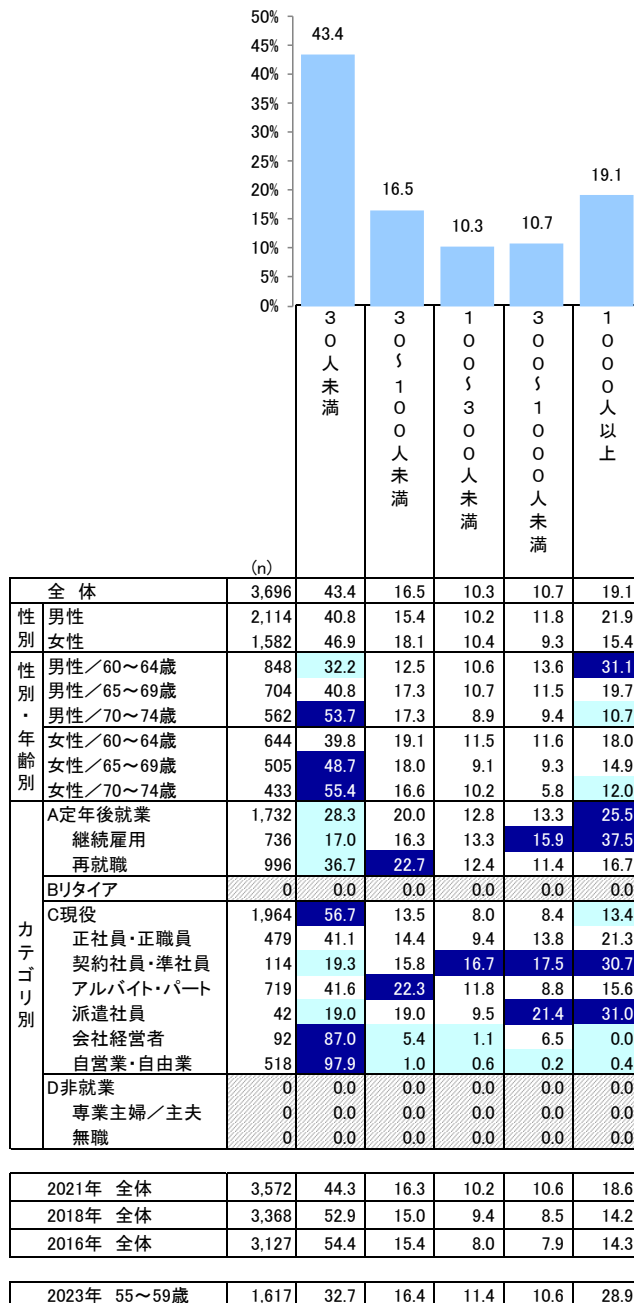 50%
45%
40%
35%
30%
25%
20%
15%
10%
5%
0%
43.4
16.5
10.3
10.7
19.1
30人未満
30~100人未満
100~300人未満
300~1000人未満
1000人以上
(n)
全 体 3,696 43.4 16.5 10.3 10.7 19.1
性別
男性 2,114 40.8 15.4 10.2 11.8 21.9
女性 1,582 46.9 18.1 10.4 9.3 15.4
性別・年齢別
男性/60~64歳 848 32.2 12.5 10.6 13.6 31.1
男性/65~69歳 704 40.8 17.3 10.7 11.5 19.7
男性/70~74歳 562 53.7 17.3 8.9 9.4 10.7
女性/60~64歳 644 39.8 19.1 11.5 11.6 18.0
女性/65~69歳 505 48.7 18.0 9.1 9.3 14.9
女性/70~74歳 433 55.4 16.6 10.2 5.8 12.0
カテゴリ別
A定年後就業 1,732 28.3 20.0 12.8 13.3 25.5
継続雇用 736 17.0 16.3 13.3 15.9 37.5
再就職 996 36.7 22.7 12.4 11.4 16.7
Bリタイア 0 0.0 0.0 0.0 0.0 0.0
C現役 1,964 56.7 13.5 8.0 8.4 13.4
正社員・正職員 479 41.1 14.4 9.4 13.8 21.3
契約社員・準社員 114 19.3 15.8 16.7 17.5 30.7
アルバイト・パート 719 41.6 22.3 11.8 8.8 15.6
派遣社員 42 19.0 19.0 9.5 21.4 31.0
会社経営者 92 87.0 5.4 1.1 6.5 0.0
自営業・自由業 518 97.9 1.0 0.6 0.2 0.4
D非就業 0 0.0 0.0 0.0 0.0 0.0
専業主婦/主夫 0 0.0 0.0 0.0 0.0 0.0
無職 0 0.0 0.0 0.0 0.0 0.0
2021年 全体 3,572 44.3 16.3 10.2 10.6 18.6
2018年 全体 3,368 52.9 15.0 9.4 8.5 14.2
2016年 全体 3,127 54.4 15.4 8.0 7.9 14.3
2023年 55~59歳 1,617 32.7 16.4 11.4 10.6 28.9